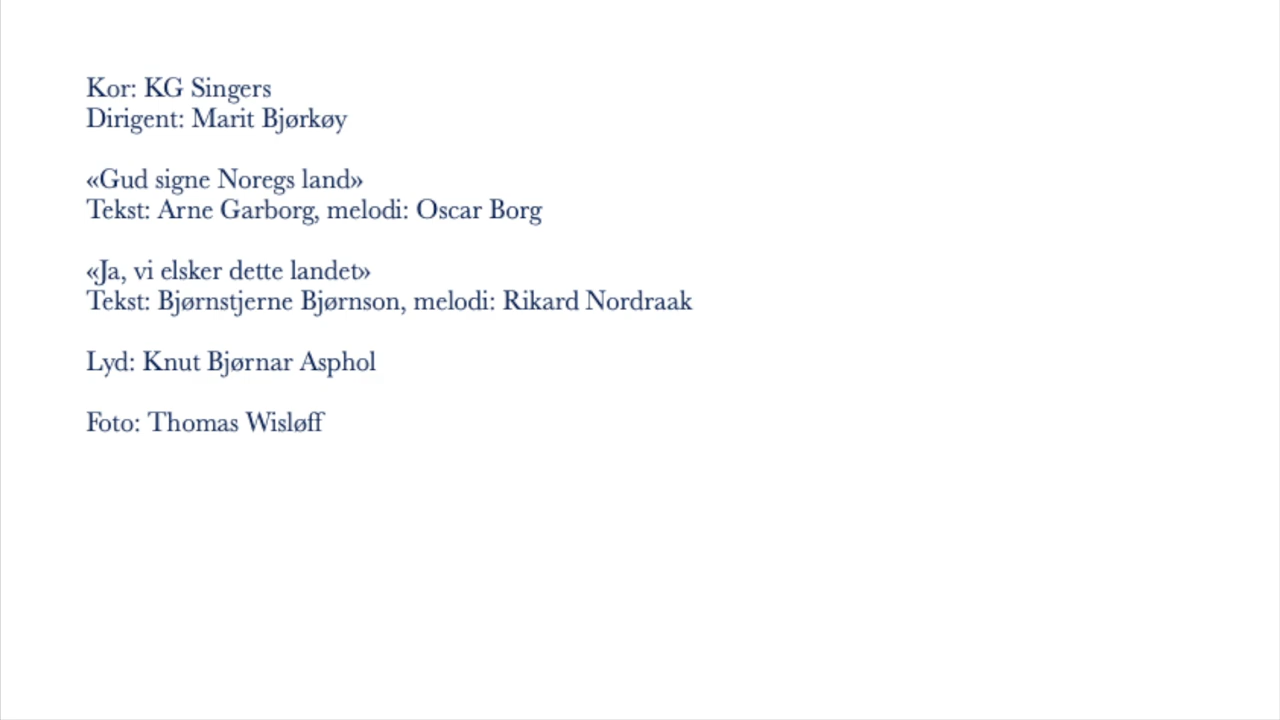 Kor: KG Singers
Dirigent: Marit Bjørkøy
«Gud signe Noregs land»
Tekst: Arne Garborg, melodi: Oscar Borg
«Ja, vi elsker dette landet»
Tekst: Bjørnstjerne Bjørnson, melodi: Rikard Nordraak
Lyd: Knut Bjørnar Asphol
Foto: Thomas Wisløff